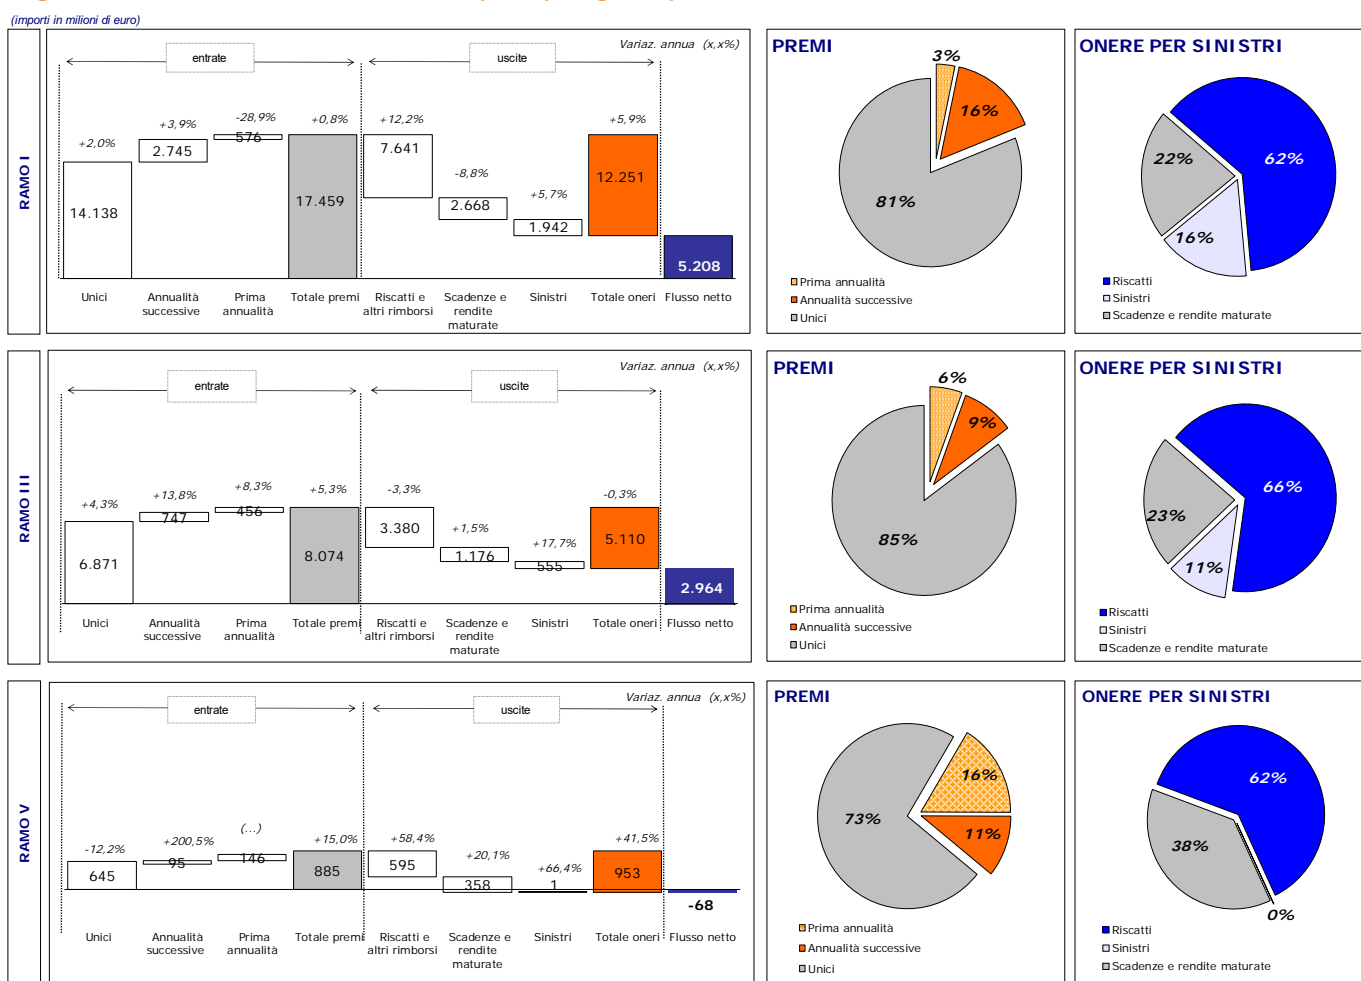 (importi in milioni di euro)
RAMO I
Variaz. annua (x,x%)
entrate
uscite
+2,0%
+3,9%
-28,9%
+0,8%
+12,2%
-8,8%
+5,7%
+5,9%
14.138
2.745
576
17.459
7.641
2.668
1.942
12.251
5.208
Unici
Annualità successive
Prima annualità
Totale premi
Riscatti e altri rimborsi
Scadenze e rendite maturate
Sinistri
Totale oneri
Flusso netto
PREMI
3%
16%
81%
Prima annualità
Annualità successive
Unici
ONERE PER SINISTRI
62%
22%
16%
Riscatti
Sinistri
Scadenze e rendite maturate
RAMO III
Variaz. annua (x,x%)
entrate
uscite
+4,3%
+13,8%
+8,3%
+5,3%
-3,3%
+1,5%
+17,7%
-0,3%
6.871
747
456
8.074
3.380
1.176
555
5.110
2.964
Unici
Annualità successive
Prima annualità
Totale premi
Riscatti e altri rimborsi
Scadenze e rendite maturate
Sinistri
Totale oneri
Flusso netto
PREMI
6%
9%
85%
Prima annualità
Annualità successive
Unici
ONERE PER SINISTRI
66%
23%
11%
Riscatti
Sinistri
Scadenze e rendite maturate
RAMO V
Variaz. annua (x,x%)
entrate
uscite
-12,2%
+200,5%
(...)
+15,0%
+58,4%
+20,1%
+66,4%
+41,5%
645
95
146
885
595
358
1
953
-68
Unici
Annualità successive
Prima annualità
Totale premi
Riscatti e altri rimborsi
Scadenze e rendite maturate
Sinistri
Totale oneri
Flusso netto
PREMI
16%
73%
11%
Prima annualità
Annualità successive
Unici
ONERE PER SINISTRI
62%
38%
0%
Riscatti
Sinistri
Scadenze e rendite maturate